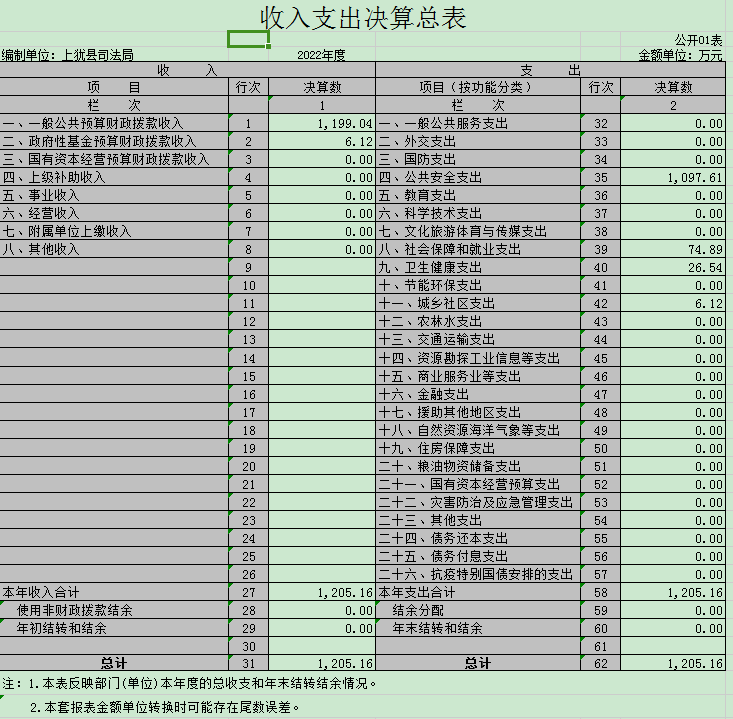 收入支出决算总表
公开01表
编制单位：上犹县司法局 2022年度 金额单位：万元
收 入 支 出
项 目 行次 决算数 项目（按功能分类） 行次 决算数
栏 次 1 栏 次 2
一、一般公共预算财政拨款收入 1 1,199.04 一、一般公共服务支出 32 0.00
二、政府性基金预算财政拨款收入 2 6.12 二、外交支出 33 0.00
三、国有资本经营预算财政拨款收入 3 0.00 三、国防支出 34 0.00
四、上级补助收入 4 0.00 四、公共安全支出 35 1,097.61
五、事业收入 5 0.00 五、教育支出 36 0.00
六、经营收入 6 0.00 六、科学技术支出 37 0.00
七、附属单位上缴收入 7 0.00 七、文化旅游体育与传媒支出 38 0.00
八、其他收入 8 0.00 八、社会保障和就业支出 39 74.89
9 九、卫生健康支出 40 26.54
10 十、节能环保支出 41 0.00
11 十一、城乡社区支出 42 6.12
12 十二、农林水支出 43 0.00
13 十三、交通运输支出 44 0.00
14 十四、资源勘探工业信息等支出 45 0.00
15 十五、商业服务业等支出 46 0.00
16 十六、金融支出 47 0.00
17 十七、援助其他地区支出 48 0.00
18 十八、自然资源海洋气象等支出 49 0.00
19 十九、住房保障支出 50 0.00
20 二十、粮油物资储备支出 51 0.00
21 二十一、国有资本经营预算支出 52 0.00
22 二十二、灾害防治及应急管理支出 53 0.00
23 二十三、其他支出 54 0.00
24 二十四、债务还本支出 55 0.00
25 二十五、债务付息支出 56 0.00
26 二十六、抗疫特别国债安排的支出 57 0.00
本年收入合计 27 1,205.16 本年支出合计 58 1,205.16
使用非财政拨款结余 28 0.00 结余分配 59 0.00
年初结转和结余 29 0.00 年末结转和结余 60 0.00
30 61
总计 31 1,205.16 总计 62 1,205.16
注：1.本表反映部门(单位)本年度的总收支和年末结转结余情况。
2.本套报表金额单位转换时可能存在尾数误差。